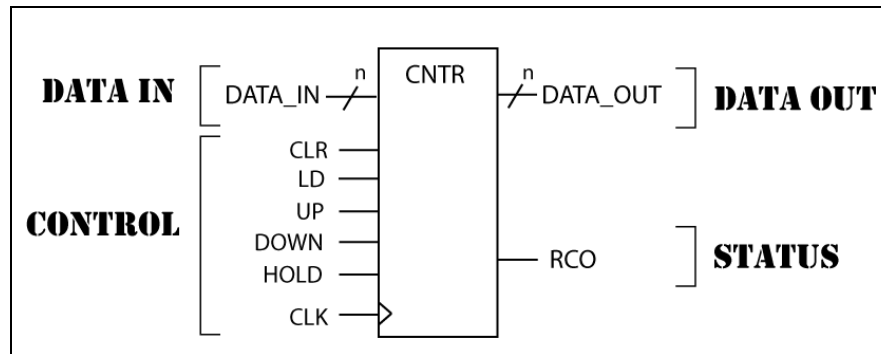 DATA IN
DATA_IN
n
CNTR
n
DATA_OUT
DATA OUT
CONTROL
CLR
LD
UP
DOWN
HOLD
CLK
RCO
STATUS